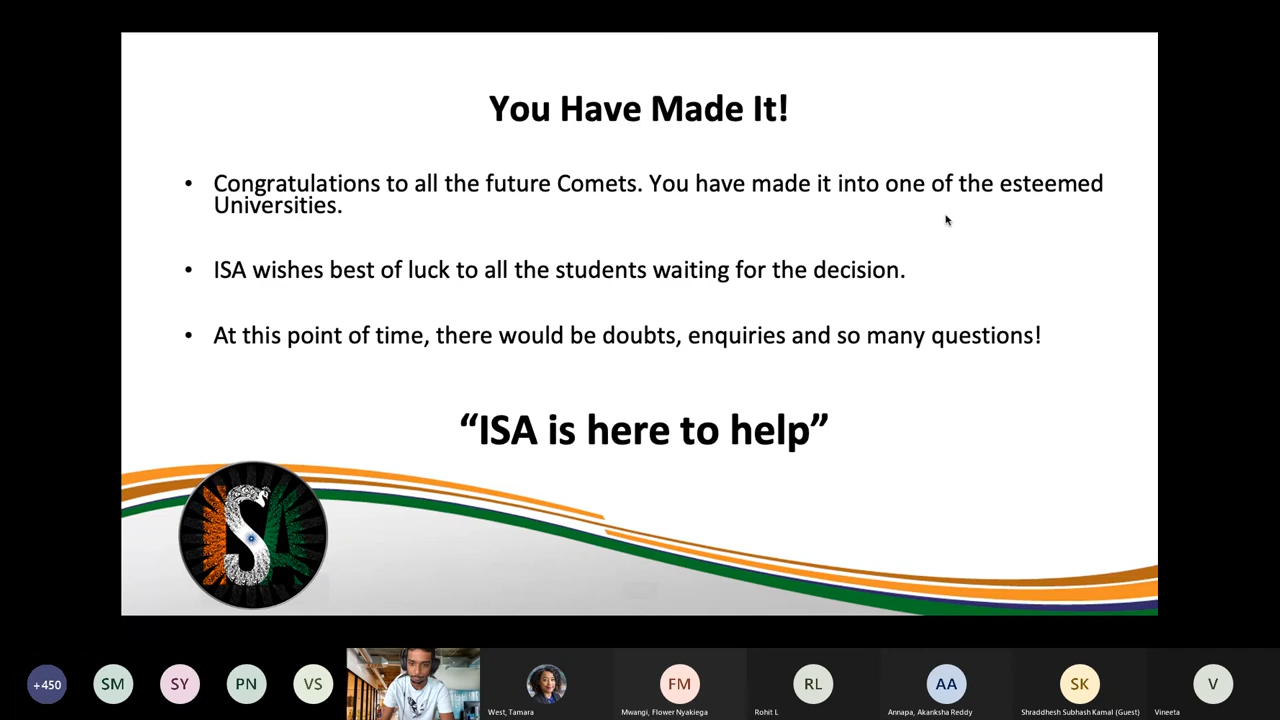 You Have Made It!
• Congratulations to all the future Comets. You have made it into one of the esteemed
Universities.
• ISA wishes best of luck to all the students waiting for the decision.
• At this point of time, there would be doubts, enquiries and so many questions!
“ISA is here to help”
ISA
+450
SM
SY
PN
VS
FM
RL
AA
SK
V
West, Tamara
Mwangi, Flower Nyakiega
Rohit L
Annapa, Akanksha Reddy
Shraddhesh Subhash Kamal (Guest)
Vineeta